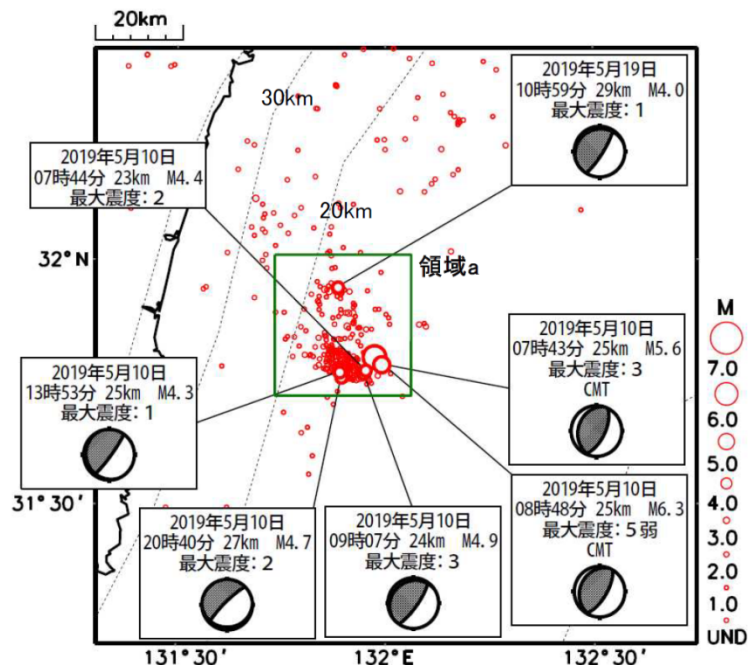 20km
2019年5月19日
10時59分 29km M4.0
最大震度:1
30km
2019年5月10日
07時44分 23km M4.4
最大震度:2
20km
32°N
領域a
M
7.0
6.0
5.0
4.0
3.0
2.0
1.0
UND
2019年5月10日
07時43分 25km M5.6
最大震度:3
CMT
2019年5月10日
13時53分 25km M4.3
最大震度:1
31°30′
2019年5月10日
08時48分 25km M6.3
最大震度:5弱
CMT
2019年5月10日
20時40分 27km M4.7
最大震度:2
2019年5月10日
09時07分 24km M4.9
最大震度:3
131°30′
132°E
132°30′